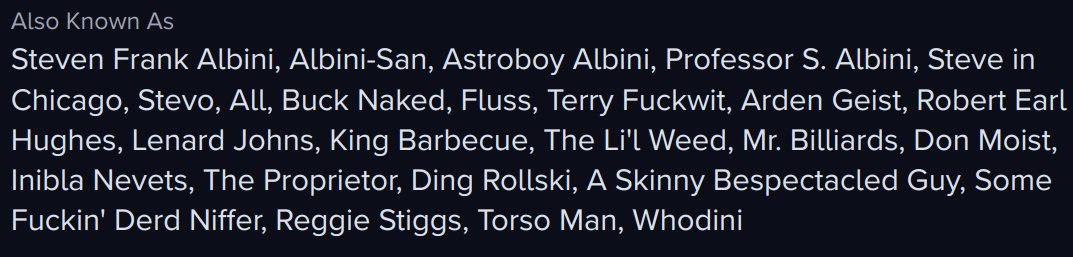 Also Known As
Steven Frank Albini, Albini-San, Astroboy Albini, Professor S. Albini, Steve in
Chicago, Stevo, All, Buck Naked, Fluss, Terry Fuckwit, Arden Geist, Robert Earl
Hughes, Lenard Johns, King Barbecue, The Li'l Weed, Mr. Billiards, Don Moist,
Inibla Nevets, The Proprietor, Ding Rollski, A Skinny Bespectacled Guy, Some
Fuckin' Derd Niffer, Reggie Stiggs, Torso Man, Whodini